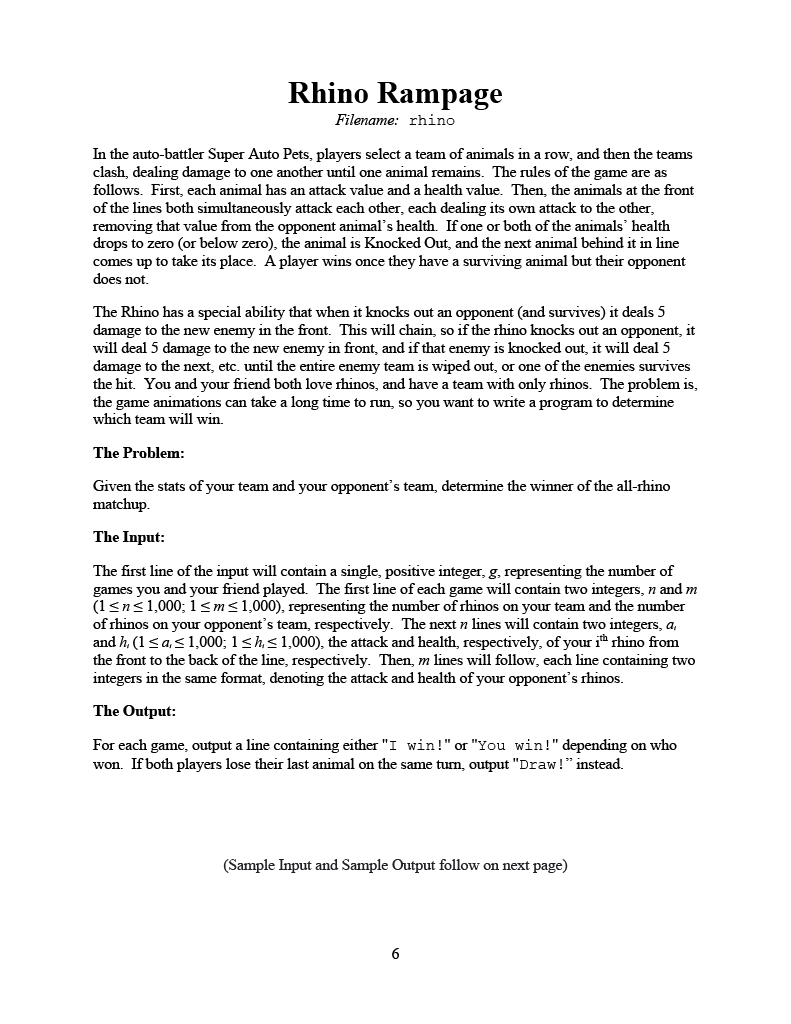 Rhino Rampage
Filename: rhino
In the auto-battler Super Auto Pets, players select a team of animals in a row, and then the teams
clash, dealing damage to one another until one animal remains. The rules of the game are as
follows. First, each animal has an attack value and a health value. Then, the animals at the front
of the lines both simultaneously attack each other, each dealing its own attack to the other,
removing that value from the opponent animal's health. If one or both of the animals' health
drops to zero (or below zero), the animal is Knocked Out, and the next animal behind it in line
comes up to take its place. A player wins once they have a surviving animal but their opponent
does not.
The Rhino has a special ability that when it knocks out an opponent (and survives) it deals 5
damage to the new enemy in the front. This will chain, so if the rhino knocks out an opponent, it
will deal 5 damage to the new enemy in front, and if that enemy is knocked out, it will deal 5
damage to the next, etc. until the entire enemy team is wiped out, or one of the enemies survives
the hit. You and your friend both love rhinos, and have a team with only rhinos. The problem is,
the game animations can take a long time to run, so you want to write a program to determine
which team will win.
The Problem:
Given the stats of your team and your opponent's team, determine the winner of the all-rhino
matchup.
The Input:
The first line of the input will contain a single, positive integer, g, representing the number of
games you and your friend played. The first line of each game will contain two integers, n and m
(1 ≤ n ≤ 1,000; 1 ≤ m ≤ 1,000), representing the number of rhinos on your team and the number
of rhinos on your opponent's team, respectively. The next n lines will contain two integers, aᵢ
and hᵢ (1 ≤ aᵢ ≤ 1,000; 1 ≤ hᵢ ≤ 1,000), the attack and health, respectively, of your iᵗʰ rhino from
the front to the back of the line, respectively. Then, m lines will follow, each line containing two
integers in the same format, denoting the attack and health of your opponent's rhinos.
The Output:
For each game, output a line containing either "I win!" or "You win!" depending on who
won. If both players lose their last animal on the same turn, output "Draw!” instead.
(Sample Input and Sample Output follow on next page)
6